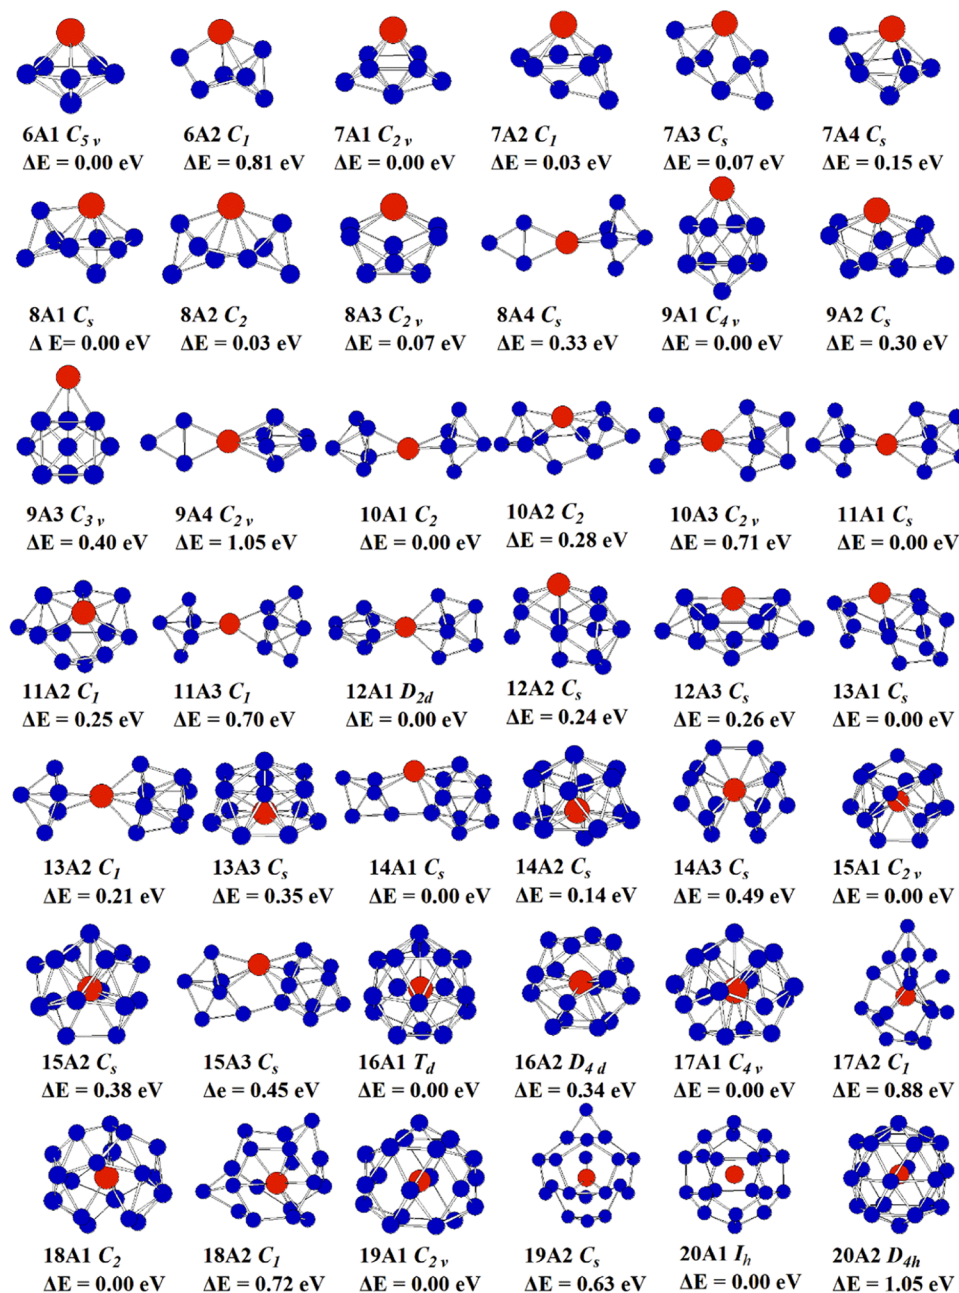 6A1 C5v 6A2 C1 7A1 C2v 7A2 C1 7A3 Cs 7A4 Cs
ΔE = 0.00 eV ΔE = 0.81 eV ΔE = 0.00 eV ΔE = 0.03 eV ΔE = 0.07 eV ΔE = 0.15 eV
8A1 Cs 8A2 C2 8A3 C2v 8A4 Cs 9A1 C4v 9A2 Cs
Δ E= 0.00 eV ΔE = 0.03 eV ΔE = 0.07 eV ΔE = 0.33 eV ΔE = 0.00 eV ΔE = 0.30 eV
9A3 C3v 9A4 C2v 10A1 C2 10A2 C2 10A3 C2v 11A1 Cs
ΔE = 0.40 eV ΔE = 1.05 eV ΔE = 0.00 eV ΔE = 0.28 eV ΔE = 0.71 eV ΔE = 0.00 eV
11A2 C1 11A3 C1 12A1 D2d 12A2 Cs 12A3 Cs 13A1 Cs
ΔE = 0.25 eV ΔE = 0.70 eV ΔE = 0.00 eV ΔE = 0.24 eV ΔE = 0.26 eV ΔE = 0.00 eV
13A2 C1 13A3 Cs 14A1 Cs 14A2 Cs 14A3 Cs 15A1 C2v
ΔE = 0.21 eV ΔE = 0.35 eV ΔE = 0.00 eV ΔE = 0.14 eV ΔE = 0.49 eV ΔE = 0.00 eV
15A2 Cs 15A3 Cs 16A1 Td 16A2 D4d 17A1 C4v 17A2 C1
ΔE = 0.38 eV Δe = 0.45 eV ΔE = 0.00 eV ΔE = 0.34 eV ΔE = 0.00 eV ΔE = 0.88 eV
18A1 C2 18A2 C1 19A1 C2v 19A2 Cs 20A1 Ih 20A2 D4h
ΔE = 0.00 eV ΔE = 0.72 eV ΔE = 0.00 eV ΔE = 0.63 eV ΔE = 0.00 eV ΔE = 1.05 eV